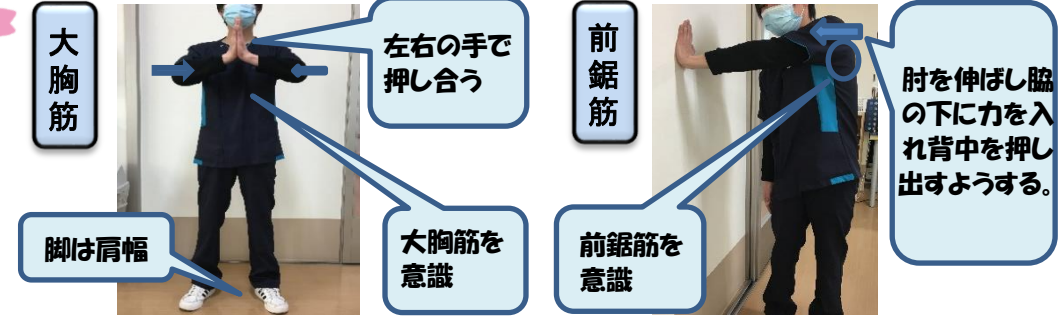 大胸筋
左右の手で
押し合う
大胸筋を
意識
脚は肩幅
前鋸筋
肘を伸ばし脇
の下に力を入
れ背中を押し
出すようする。
前鋸筋を
意識